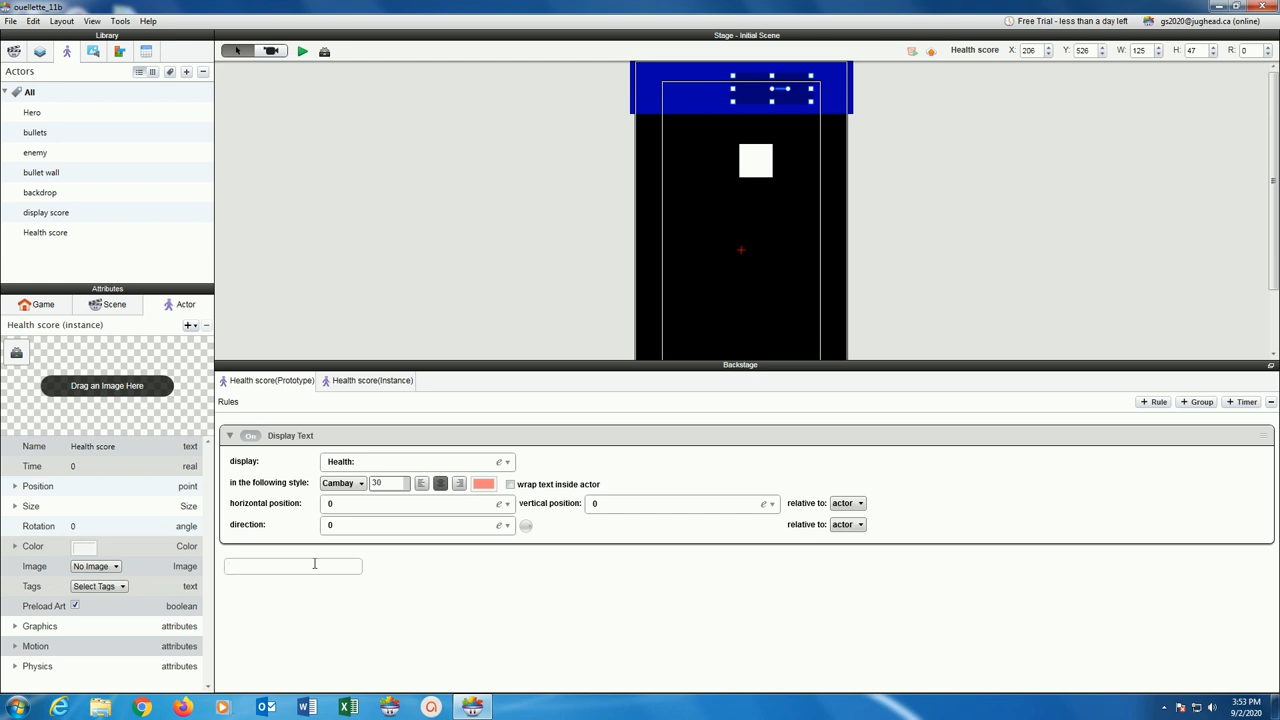 ouellette_11b
File Edit Layout View Tools Help
Library
Stage - Initial Scene
Free Trial - less than a day left
gs2020@jughead.ca (online)
Health score X: 206 Y: 526 W: 125 H: 47 R: 0
Actors
All
Hero
bullets
enemy
bullet wall
backdrop
display score
Health score
Attributes
Game Scene Actor
Health score (instance)
Drag an Image Here
Name Health score text
Time 0 real
Position point
Size Size
Rotation 0 angle
Color Color
Image No Image Image
Tags Select Tags text
Preload Art boolean
Graphics attributes
Motion attributes
Physics attributes
Backstage
Health score(Prototype) Health score(Instance)
Rules
+ Rule + Group + Timer
On Display Text
display: Health: e
in the following style: Cambay 30 wrap text inside actor
horizontal position: 0 e vertical position: 0 e relative to: actor
direction: 0 e relative to: actor
3:53 PM
9/2/2020